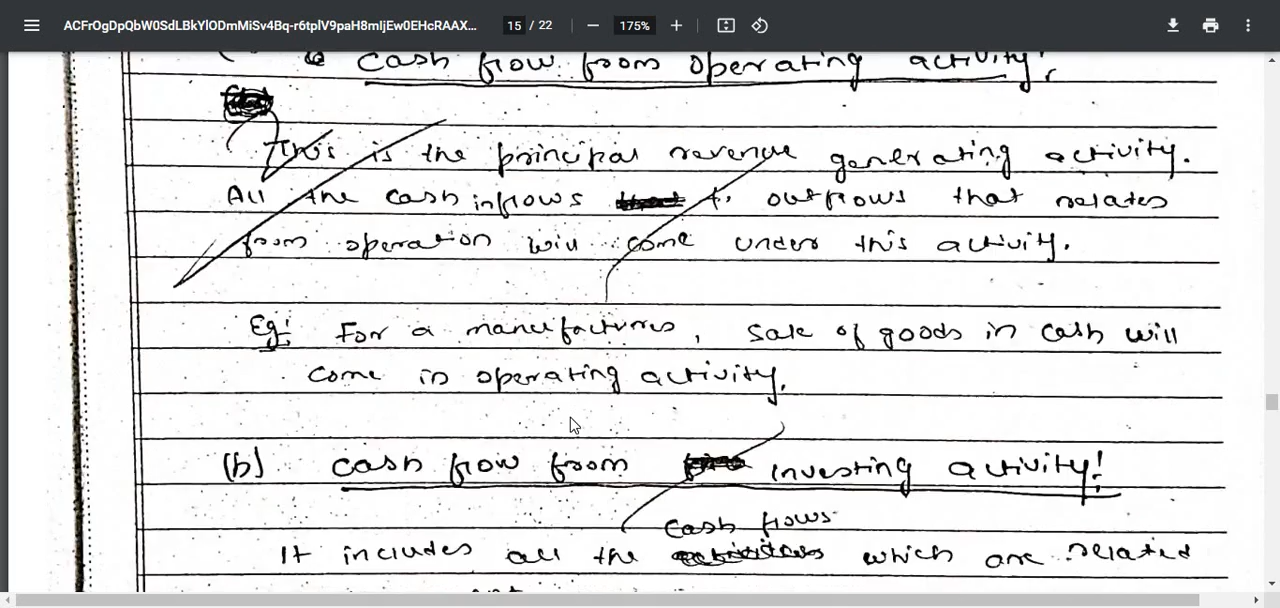 ACFrOgDpQbW0SdLBkYlODmMiSv4Bq-r6tplV9paH8mIjEw0EHcRAAX... 15 / 22 175%
cash flow from operating activity:
This is the principal revenue generating activity.
All the cash inflows & outflows that relates
from operation will come under this activity.
Eg: For a manufactures, sale of goods in cash will
come in operating activity.
(b) cash flow from investing activity:
cash flows
It includes all the which are related